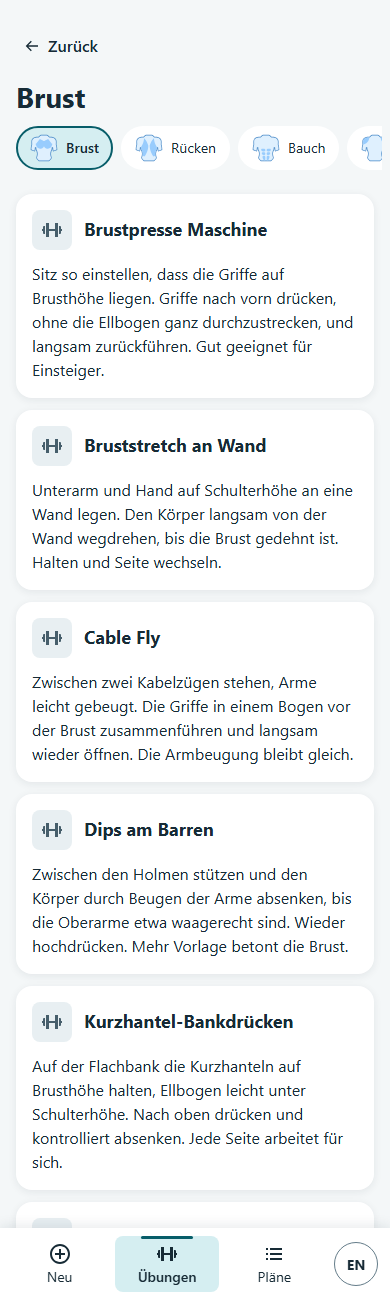 Zurück
Brust
Brust
Rücken
Bauch
Brustpresse Maschine
Sitz so einstellen, dass die Griffe auf
Brusthöhe liegen. Griffe nach vorn drücken,
ohne die Ellbogen ganz durchzustrecken, und
langsam zurückführen. Gut geeignet für
Einsteiger.
Bruststretch an Wand
Unterarm und Hand auf Schulterhöhe an eine
Wand legen. Den Körper langsam von der
Wand wegdrehen, bis die Brust gedehnt ist.
Halten und Seite wechseln.
Cable Fly
Zwischen zwei Kabelzügen stehen, Arme
leicht gebeugt. Die Griffe in einem Bogen vor
der Brust zusammenführen und langsam
wieder öffnen. Die Armbeugung bleibt gleich.
Dips am Barren
Zwischen den Holmen stützen und den
Körper durch Beugen der Arme absenken, bis
die Oberarme etwa waagerecht sind. Wieder
hochdrücken. Mehr Vorlage betont die Brust.
Kurzhantel-Bankdrücken
Auf der Flachbank die Kurzhanteln auf
Brusthöhe halten, Ellbogen leicht unter
Schulterhöhe. Nach oben drücken und
kontrolliert absenken. Jede Seite arbeitet für
sich.
Neu
Übungen
Pläne
EN